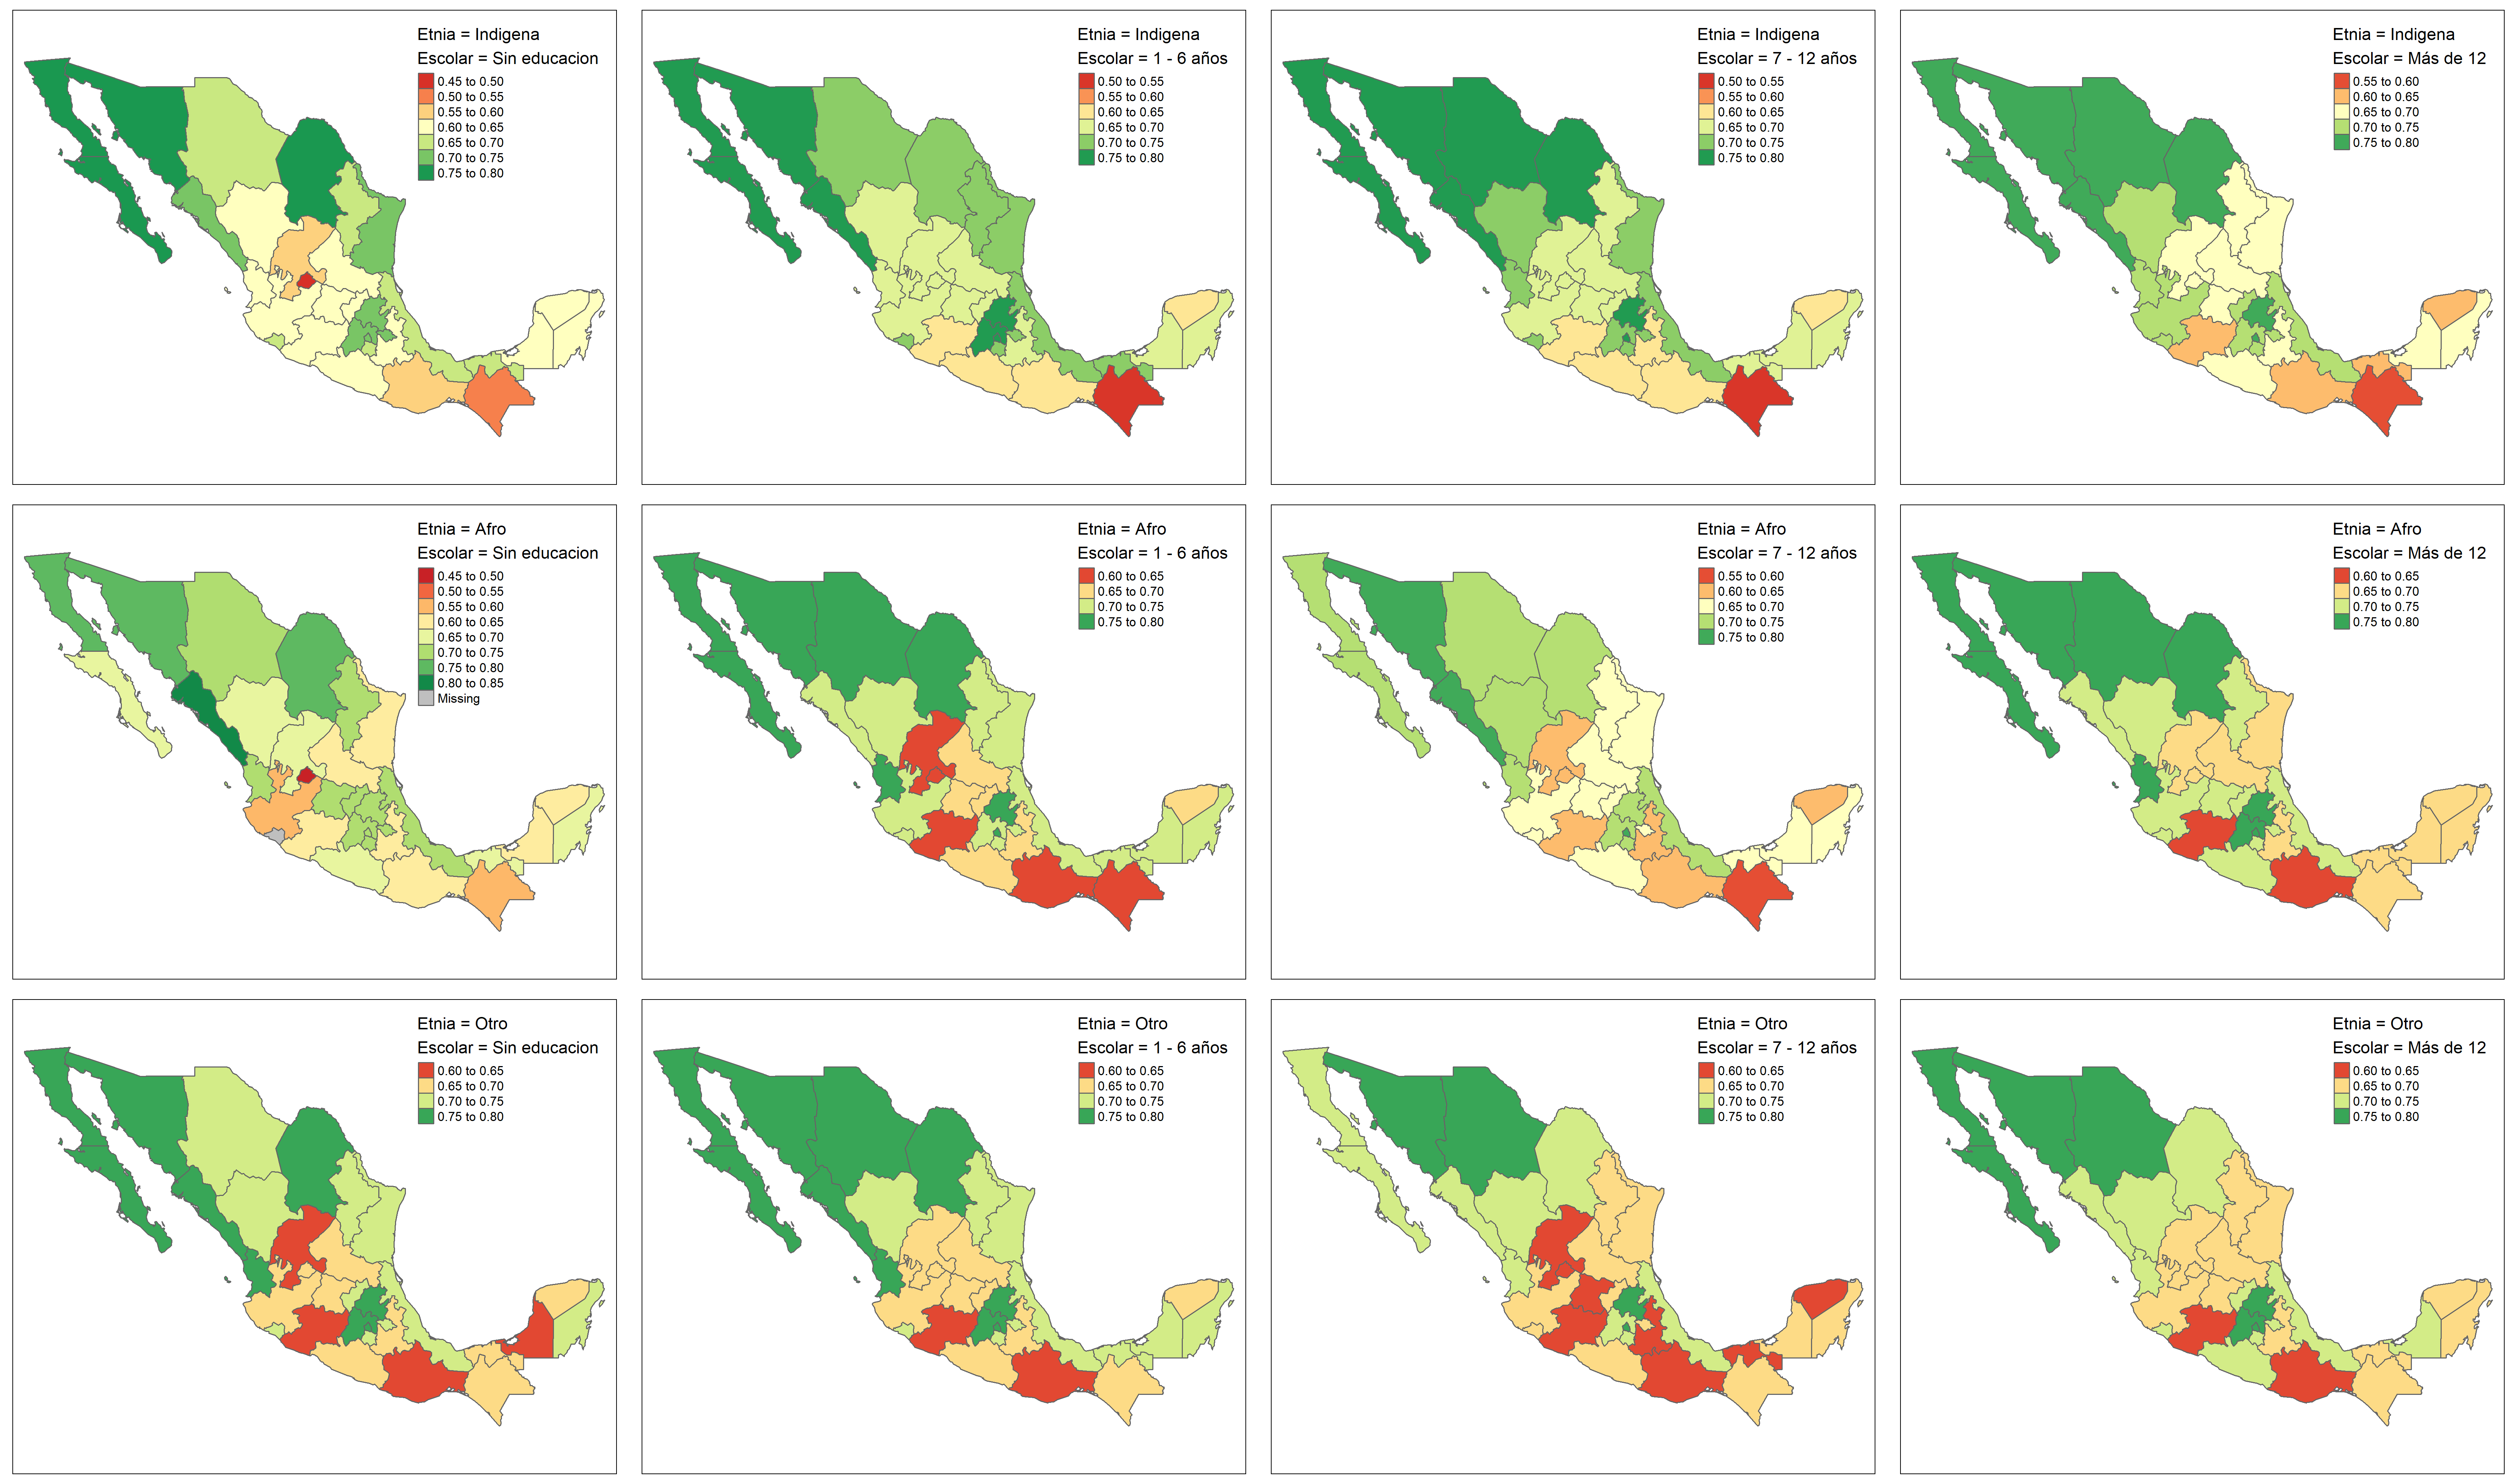 Etnia = Indigena
Escolar = Sin educacion
0.45 to 0.50
0.50 to 0.55
0.55 to 0.60
0.60 to 0.65
0.65 to 0.70
0.70 to 0.75
0.75 to 0.80
Etnia = Indigena
Escolar = 1 - 6 años
0.50 to 0.55
0.55 to 0.60
0.60 to 0.65
0.65 to 0.70
0.70 to 0.75
0.75 to 0.80
Etnia = Indigena
Escolar = 7 - 12 años
0.50 to 0.55
0.55 to 0.60
0.60 to 0.65
0.65 to 0.70
0.70 to 0.75
0.75 to 0.80
Etnia = Indigena
Escolar = Más de 12
0.55 to 0.60
0.60 to 0.65
0.65 to 0.70
0.70 to 0.75
0.75 to 0.80
Etnia = Afro
Escolar = Sin educacion
0.45 to 0.50
0.50 to 0.55
0.55 to 0.60
0.60 to 0.65
0.65 to 0.70
0.70 to 0.75
0.75 to 0.80
0.80 to 0.85
Missing
Etnia = Afro
Escolar = 1 - 6 años
0.60 to 0.65
0.65 to 0.70
0.70 to 0.75
0.75 to 0.80
Etnia = Afro
Escolar = 7 - 12 años
0.55 to 0.60
0.60 to 0.65
0.65 to 0.70
0.70 to 0.75
0.75 to 0.80
Etnia = Afro
Escolar = Más de 12
0.60 to 0.65
0.65 to 0.70
0.70 to 0.75
0.75 to 0.80
Etnia = Otro
Escolar = Sin educacion
0.60 to 0.65
0.65 to 0.70
0.70 to 0.75
0.75 to 0.80
Etnia = Otro
Escolar = 1 - 6 años
0.60 to 0.65
0.65 to 0.70
0.70 to 0.75
0.75 to 0.80
Etnia = Otro
Escolar = 7 - 12 años
0.60 to 0.65
0.65 to 0.70
0.70 to 0.75
0.75 to 0.80
Etnia = Otro
Escolar = Más de 12
0.60 to 0.65
0.65 to 0.70
0.70 to 0.75
0.75 to 0.80